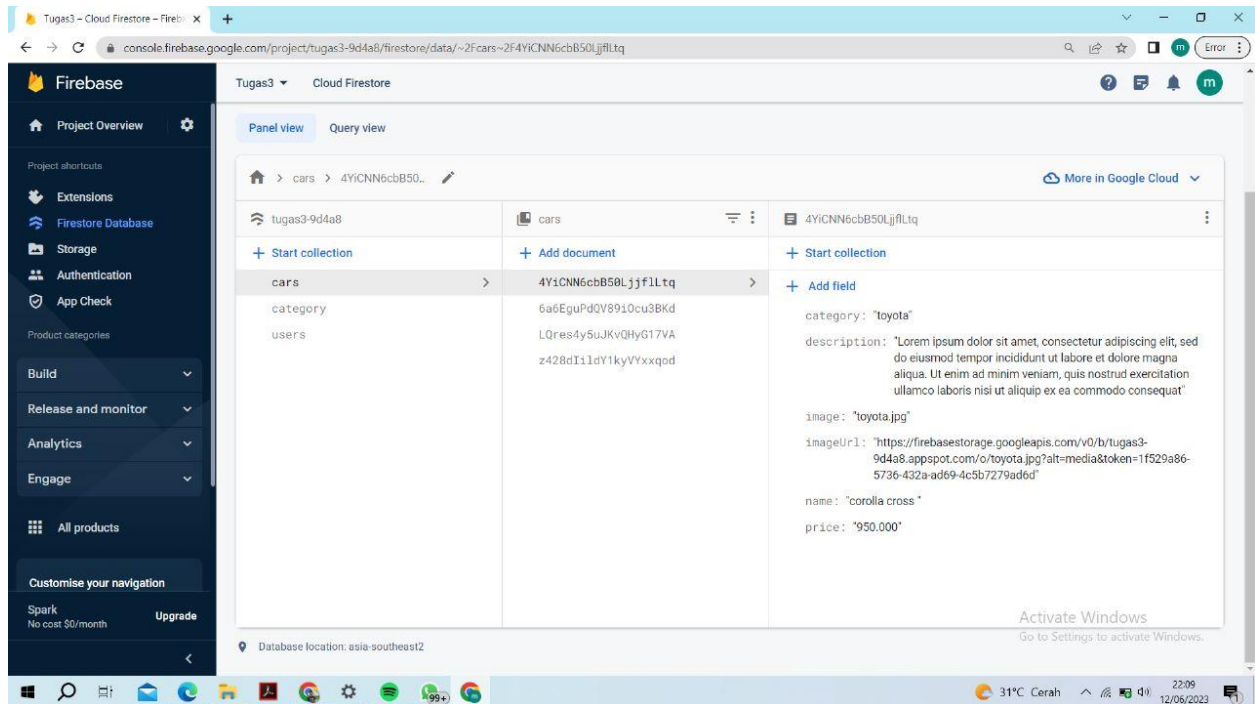 Tugas3 – Cloud Firestore – Fireb
console.firebase.google.com/project/tugas3-9d4a8/firestore/data/~2Fcars~2F4YiCNN6cbB50LjjflLtq
m
Error
Firebase
Tugas3
Cloud Firestore
m
Project Overview
Panel view
Query view
Project shortcuts
Extensions
Firestore Database
Storage
Authentication
App Check
Product categories
Build
Release and monitor
Analytics
Engage
All products
Customise your navigation
Spark
No cost $0/month
Upgrade
cars
4YiCNN6cbB50..
More in Google Cloud
tugas3-9d4a8
Start collection
cars
category
users
cars
Add document
4YiCNN6cbB50LjjflLtq
6a6EguPdQV89iOcu3BKd
LQres4y5uJKvQHyG17VA
z428dIildY1kyVYxxqod
4YiCNN6cbB50LjjflLtq
Start collection
Add field
category: "toyota"
description: "Lorem ipsum dolor sit amet, consectetur adipiscing elit, sed
do eiusmod tempor incididunt ut labore et dolore magna
aliqua. Ut enim ad minim veniam, quis nostrud exercitation
ullamco laboris nisi ut aliquip ex ea commodo consequat"
image: "toyota.jpg"
imageUrl: "https://firebasestorage.googleapis.com/v0/b/tugas3-
9d4a8.appspot.com/o/toyota.jpg?alt=media&token=1f529a86-
5736-432a-ad69-4c5b7279ad6d"
name: "corolla cross "
price: "950.000"
Database location: asia-southeast2
Activate Windows
Go to Settings to activate Windows.
99+
31°C Cerah
22:09
12/06/2023
1